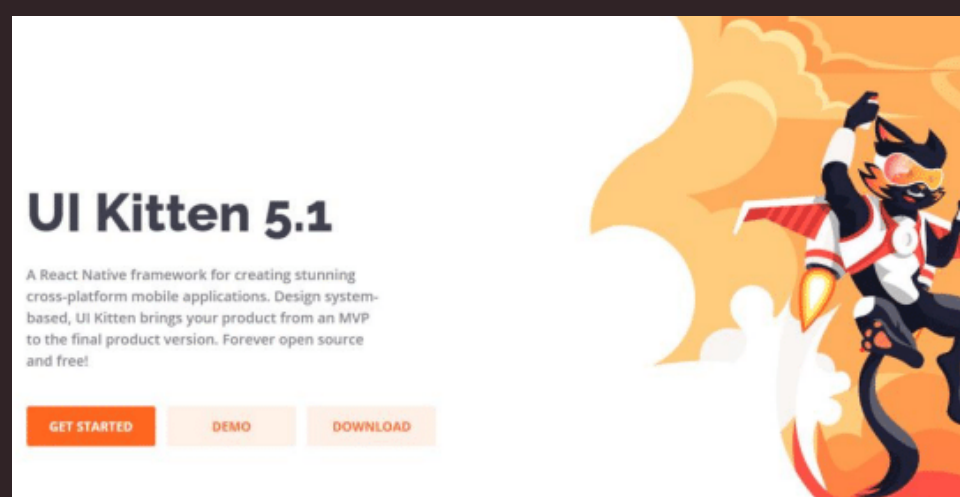 UI Kitten 5.1
A React Native framework for creating stunning
cross-platform mobile applications. Design system-
based, UI Kitten brings your product from an MVP
to the final product version. Forever open source
and free!
GET STARTED
DEMO
DOWNLOAD